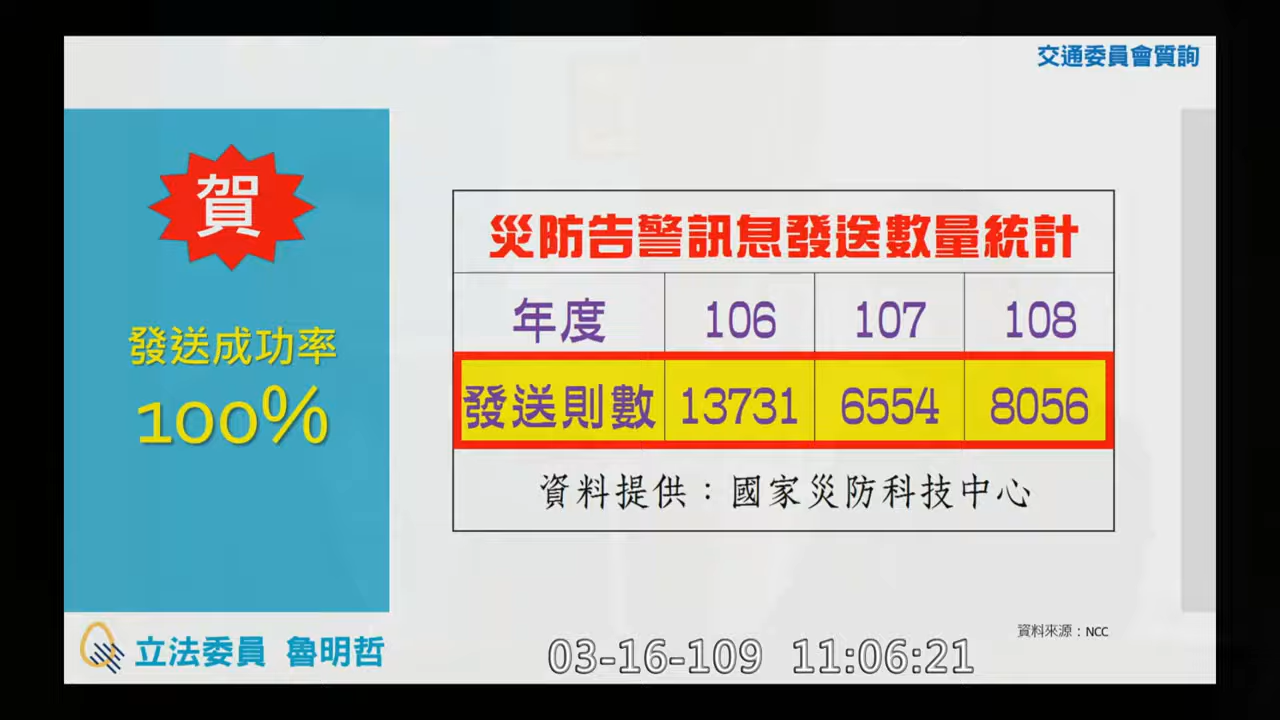 交通委員會質詢
賀
發送成功率
100%
災防告警訊息發送數量統計
年度 106 107 108
發送則數 13731 6554 8056
資料提供：國家災防科技中心
資料來源：NCC
立法委員 魯明哲
03-16-109 11:06:21